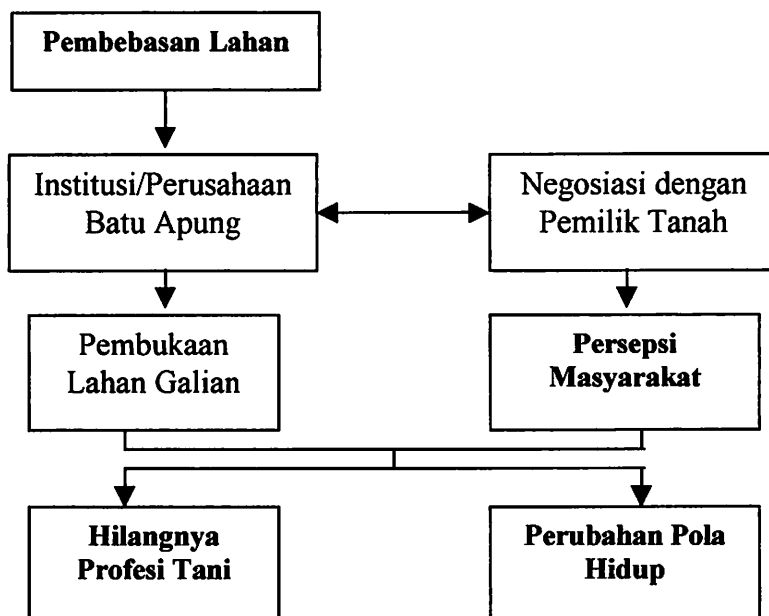 Pembebasan Lahan
Institusi/Perusahaan
Batu Apung
Negosiasi dengan
Pemilik Tanah
Pembukaan
Lahan Galian
Persepsi
Masyarakat
Hilangnya
Profesi Tani
Perubahan Pola
Hidup